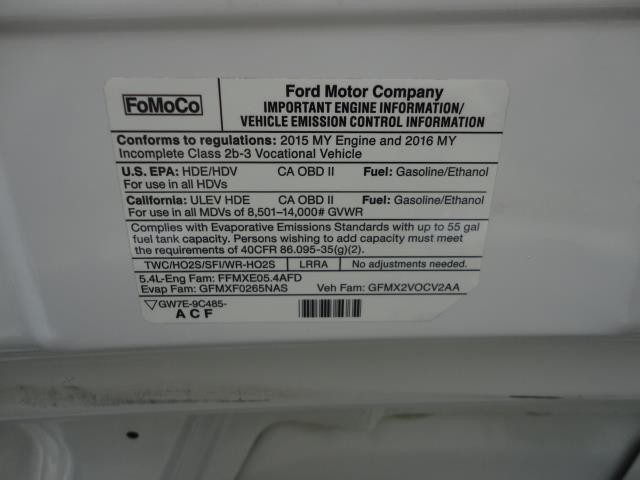 FoMoCo
Ford Motor Company
IMPORTANT ENGINE INFORMATION/
VEHICLE EMISSION CONTROL INFORMATION
Conforms to regulations: 2015 MY Engine and 2016 MY
Incomplete Class 2b-3 Vocational Vehicle
U.S. EPA: HDE/HDV CA OBD II Fuel: Gasoline/Ethanol
For use in all HDVs
California: ULEV HDE CA OBD II Fuel: Gasoline/Ethanol
For use in all MDVs of 8,501-14,000# GVWR
Complies with Evaporative Emissions Standards with up to 55 gal
fuel tank capacity. Persons wishing to add capacity must meet
the requirements of 40CFR 86.095-35(g)(2).
TWC/HO2S/SFI/WR-HO2S LRRA No adjustments needed.
5.4L-Eng Fam: FFMXE05.4AFD
Evap Fam: GFMXF0265NAS Veh Fam: GFMX2VOCV2AA
GW7E-9C485-
ACF